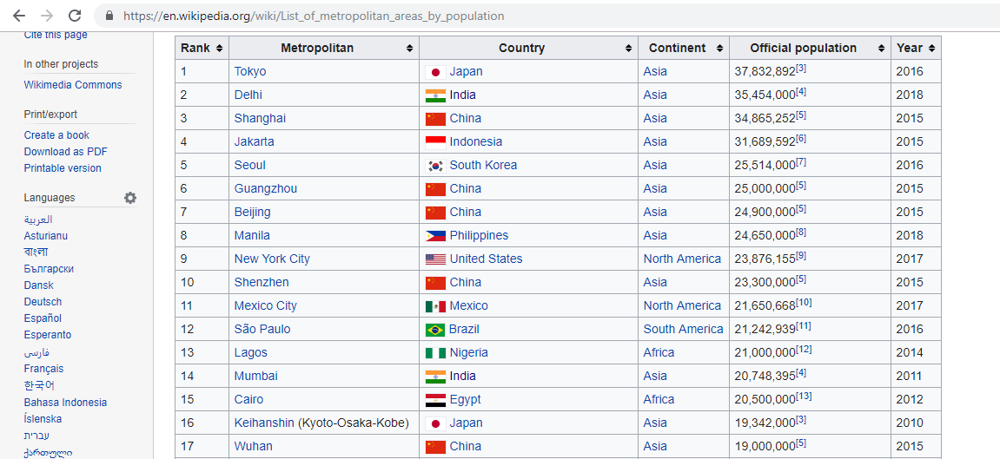 https://en.wikipedia.org/wiki/List_of_metropolitan_areas_by_population
Cite this page
In other projects
Wikimedia Commons
Print/export
Create a book
Download as PDF
Printable version
Languages
العربية
Asturianu
বাংলা
Български
Dansk
Deutsch
Español
Esperanto
فارسی
Français
한국어
Bahasa Indonesia
Íslenska
עברית
ქართული
Rank Metropolitan Country Continent Official population Year
1 Tokyo Japan Asia 37,832,892[3] 2016
2 Delhi India Asia 35,454,000[4] 2018
3 Shanghai China Asia 34,865,252[5] 2015
4 Jakarta Indonesia Asia 31,689,592[6] 2015
5 Seoul South Korea Asia 25,514,000[7] 2016
6 Guangzhou China Asia 25,000,000[5] 2015
7 Beijing China Asia 24,900,000[5] 2015
8 Manila Philippines Asia 24,650,000[8] 2018
9 New York City United States North America 23,876,155[9] 2017
10 Shenzhen China Asia 23,300,000[5] 2015
11 Mexico City Mexico North America 21,650,668[10] 2017
12 São Paulo Brazil South America 21,242,939[11] 2016
13 Lagos Nigeria Africa 21,000,000[12] 2014
14 Mumbai India Asia 20,748,395[4] 2011
15 Cairo Egypt Africa 20,500,000[13] 2012
16 Keihanshin (Kyoto-Osaka-Kobe) Japan Asia 19,342,000[3] 2010
17 Wuhan China Asia 19,000,000[5] 2015